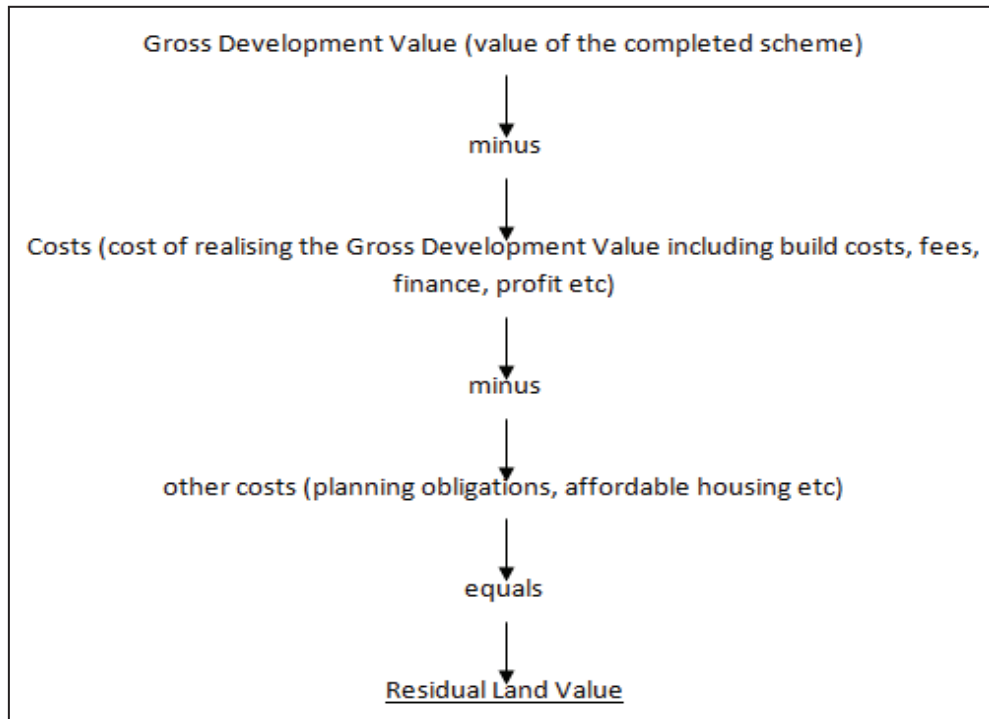 Gross Development Value (value of the completed scheme)
minus
Costs (cost of realising the Gross Development Value including build costs, fees,
finance, profit etc)
minus
other costs (planning obligations, affordable housing etc)
equals
Residual Land Value